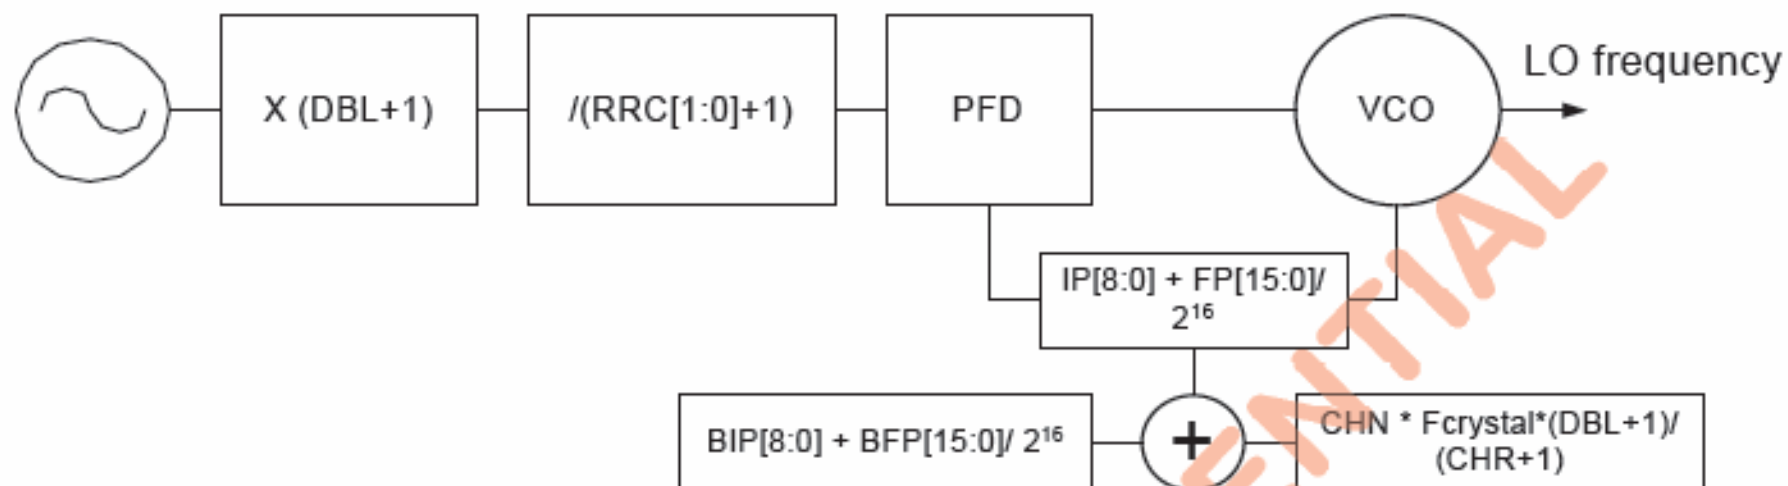 LO frequency
X (DBL+1)
/(RRC[1:0]+1)
PFD
VCO
IP[8:0] + FP[15:0]/
2¹⁶
BIP[8:0] + BFP[15:0]/ 2¹⁶
+
CHN * Fcrystal*(DBL+1)/
(CHR+1)
ENTIAL